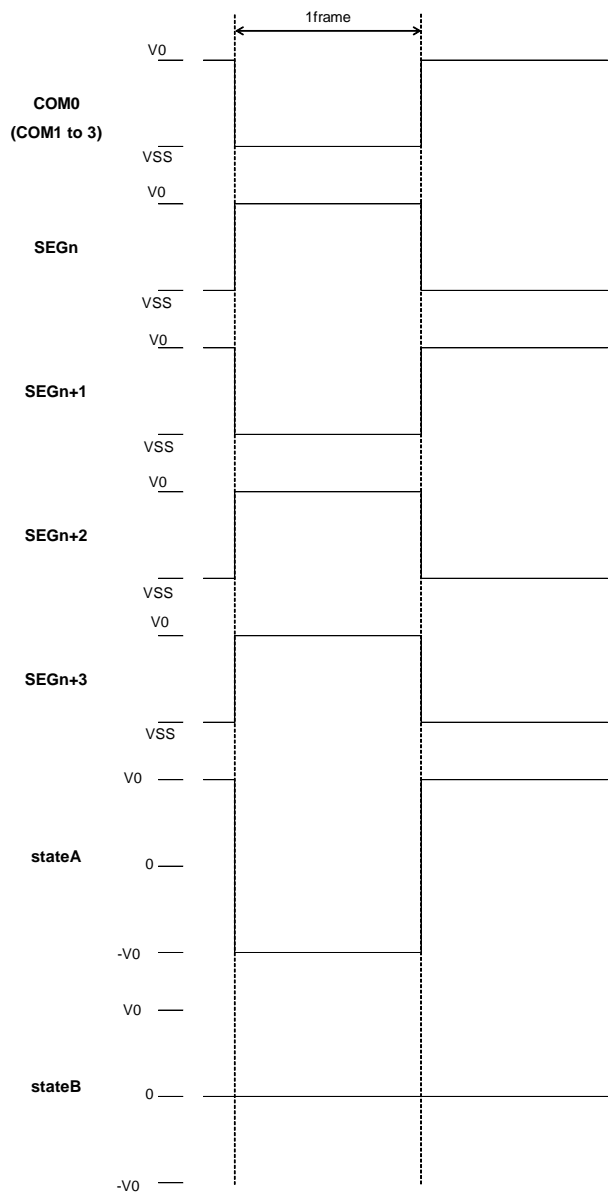 1frame
V0
COM0
(COM1 to 3)
VSS
V0
SEGn
VSS
V0
SEGn+1
VSS
V0
SEGn+2
VSS
V0
SEGn+3
VSS
V0
stateA
0
-V0
V0
stateB
0
-V0